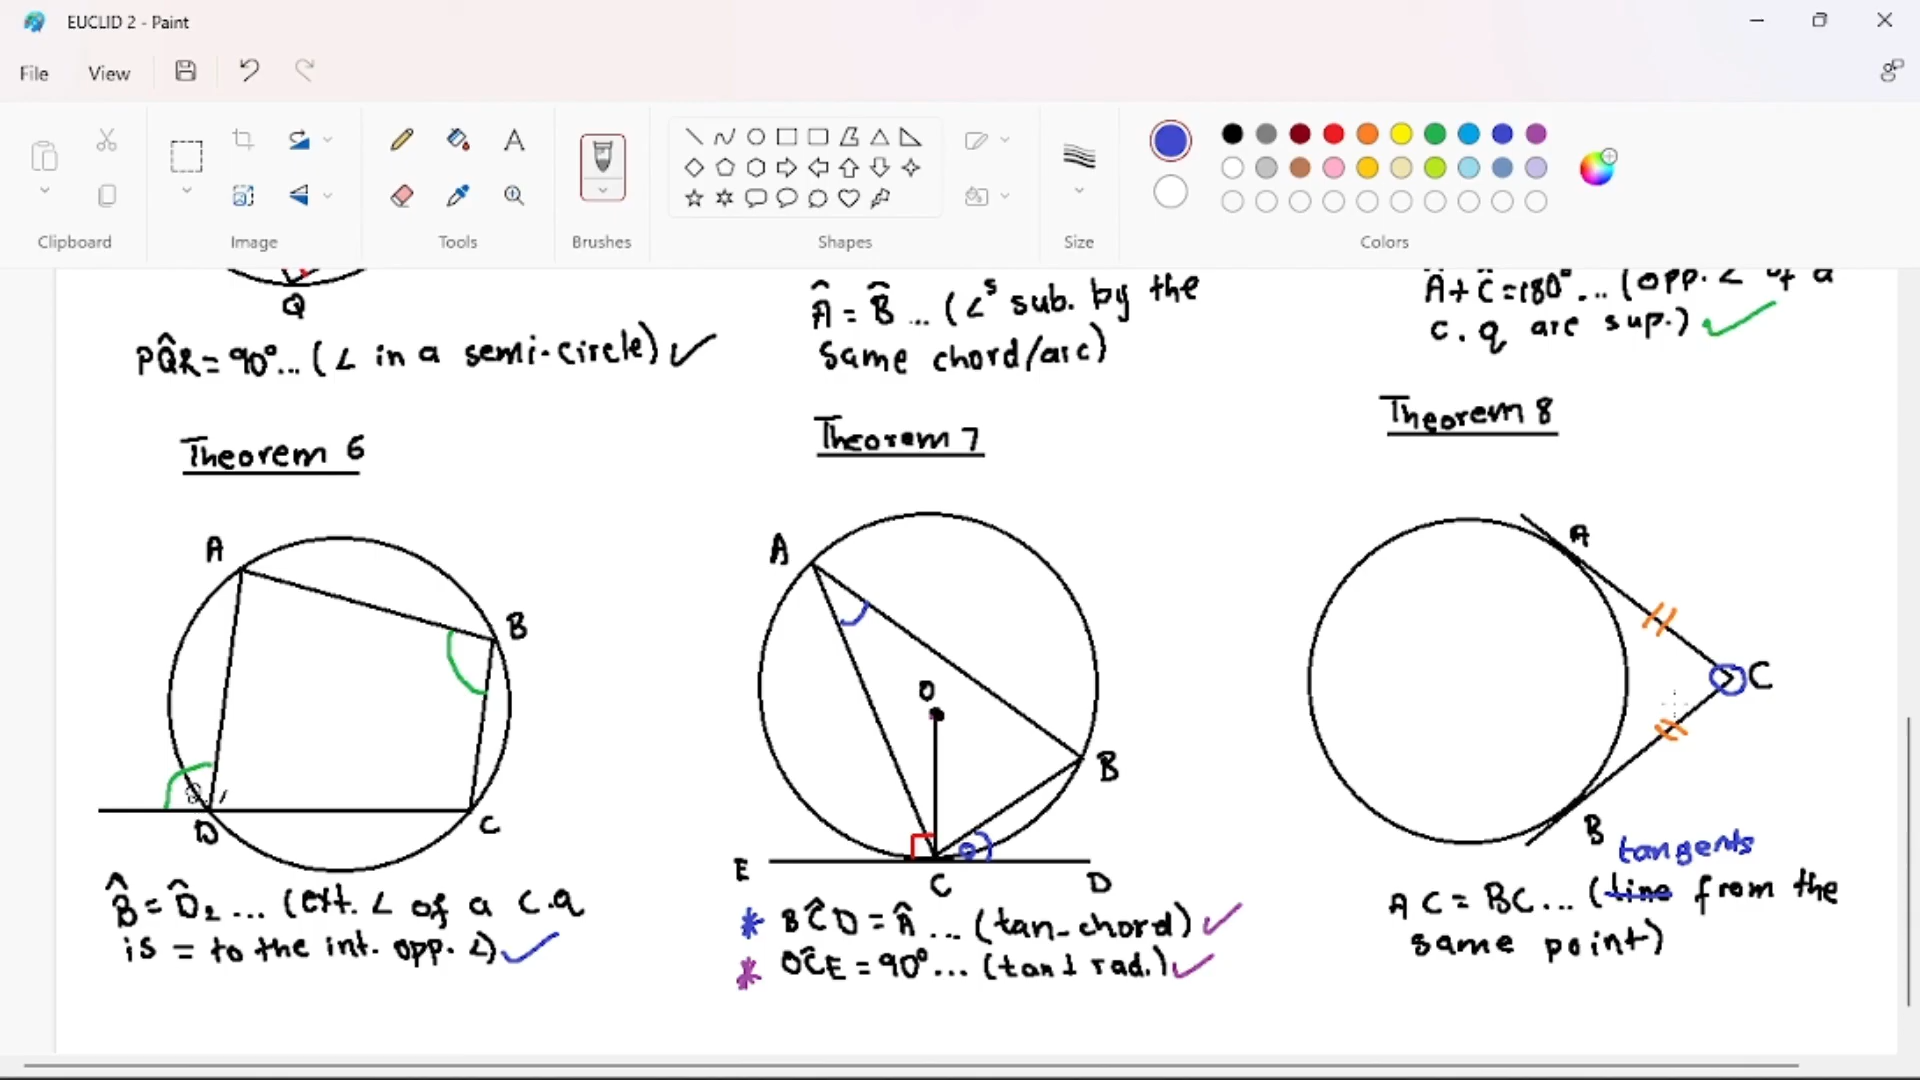 EUCLID 2 - Paint
File
View
Clipboard
Image
Tools
Brushes
Shapes
Size
Colors
Q
PQ̂R = 90°... (∠ in a semi-circle) ✓
Â = B̂ ... (∠ˢ sub. by the
same chord/arc)
Â + Ĉ = 180°... (opp. ∠ of a
c.q are sup.) ✓
Theorem 6
Theorem 7
Theorem 8
A
B
D
C
B̂ = D̂₂ ... (ext. ∠ of a c.q
is = to the int. opp. ∠) ✓
A
O
B
E
C
D
* BĈD = Â ... (tan-chord) ✓
* OĈE = 90°... (tan ⊥ rad.) ✓
A
C
B
tangents
AC = BC... (line from the
same point)